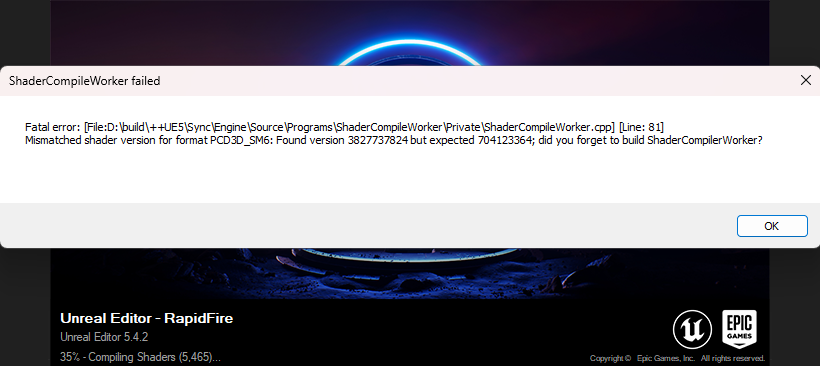 ShaderCompileWorker failed
Fatal error: [File:D:\build\++UE5\Sync\Engine\Source\Programs\ShaderCompileWorker\Private\ShaderCompileWorker.cpp] [Line: 81]
Mismatched shader version for format PCD3D_SM6: Found version 3827737824 but expected 704123364; did you forget to build ShaderCompilerWorker?
OK
Unreal Editor - RapidFire
Unreal Editor 5.4.2
35% - Compiling Shaders (5,465)...
EPIC
GAMES
Copyright © Epic Games, Inc. All rights reserved.